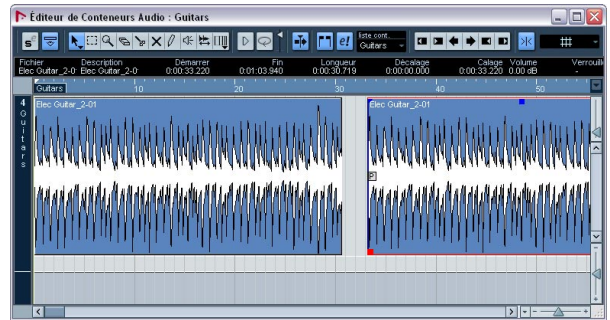 Éditeur de Conteneurs Audio : Guitars
liste cont.
Guitars
Fichier Description Démarrer Fin Longueur Décalage Calage Volume Verrouill
Elec Guitar_2-0 Elec Guitar_2-0 0:00:33.220 0:01:03.940 0:00:30.719 0:00:00.000 0:00:33.220 0.00 dB -
Guitars 10 20 30 40 50
4 Guitars
Elec Guitar_2-01 Elec Guitar_2-01